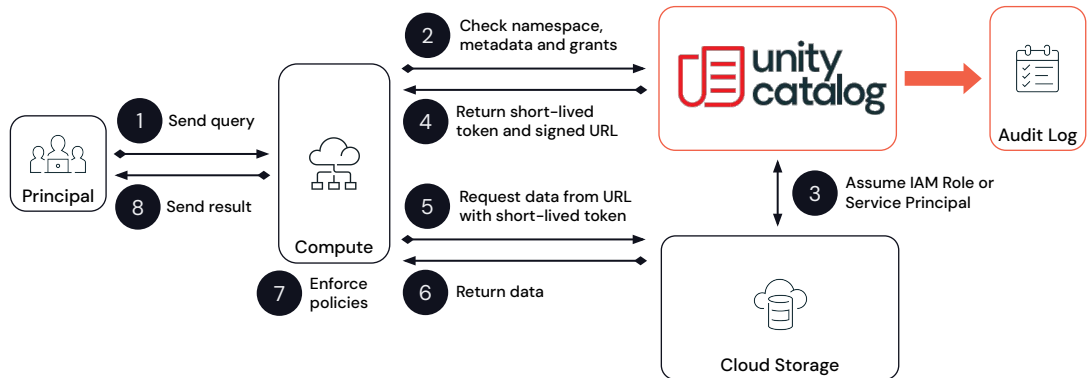 1
Send query
Principal
8
Send result
Compute
2
Check namespace,
metadata and grants
4
Return short-lived
token and signed URL
unity
catalog
Audit Log
3
Assume IAM Role or
Service Principal
5
Request data from URL
with short-lived token
6
Return data
7
Enforce
policies
Cloud Storage